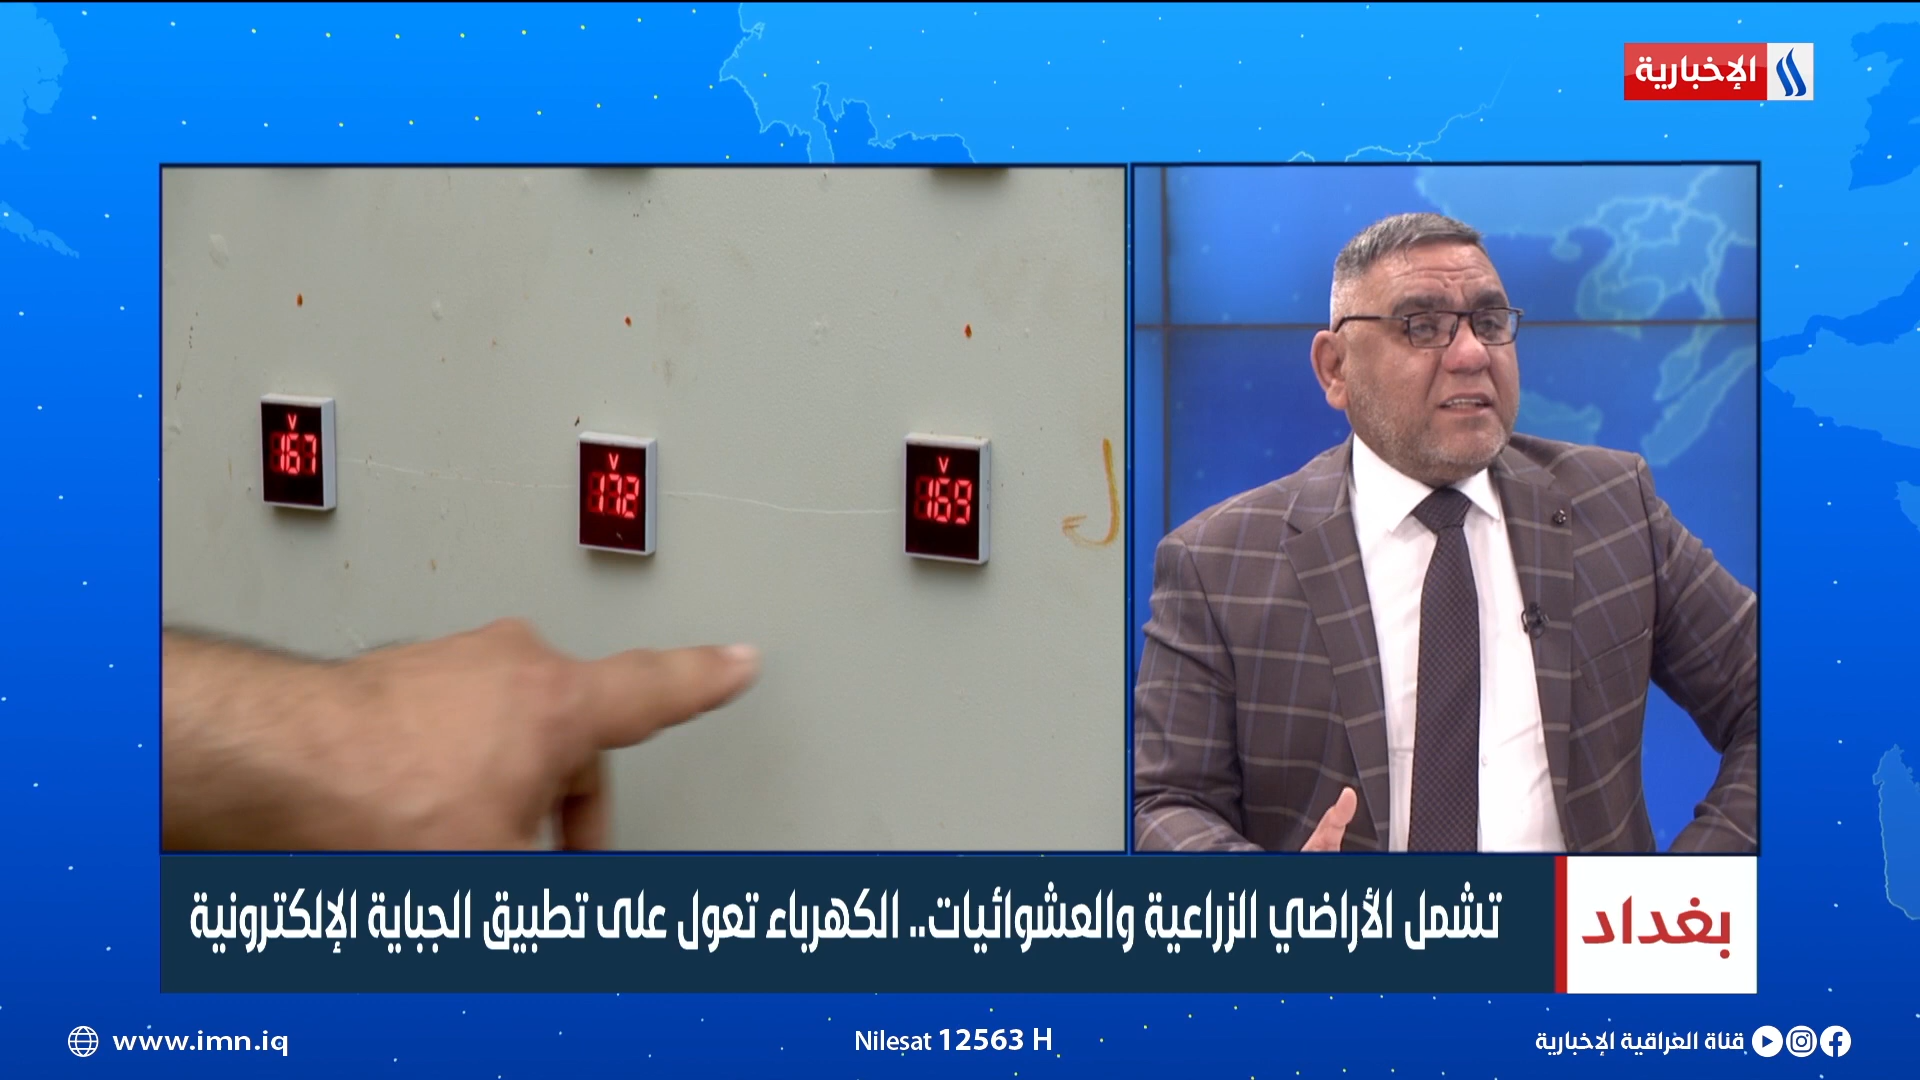 الإخبارية
V
167
V
172
V
169
بغداد
تشمل الأراضي الزراعية والعشوائيات.. الكهرباء تعول على تطبيق الجباية الإلكترونية
www.imn.iq
Nilesat 12563 H
قناة العراقية الإخبارية